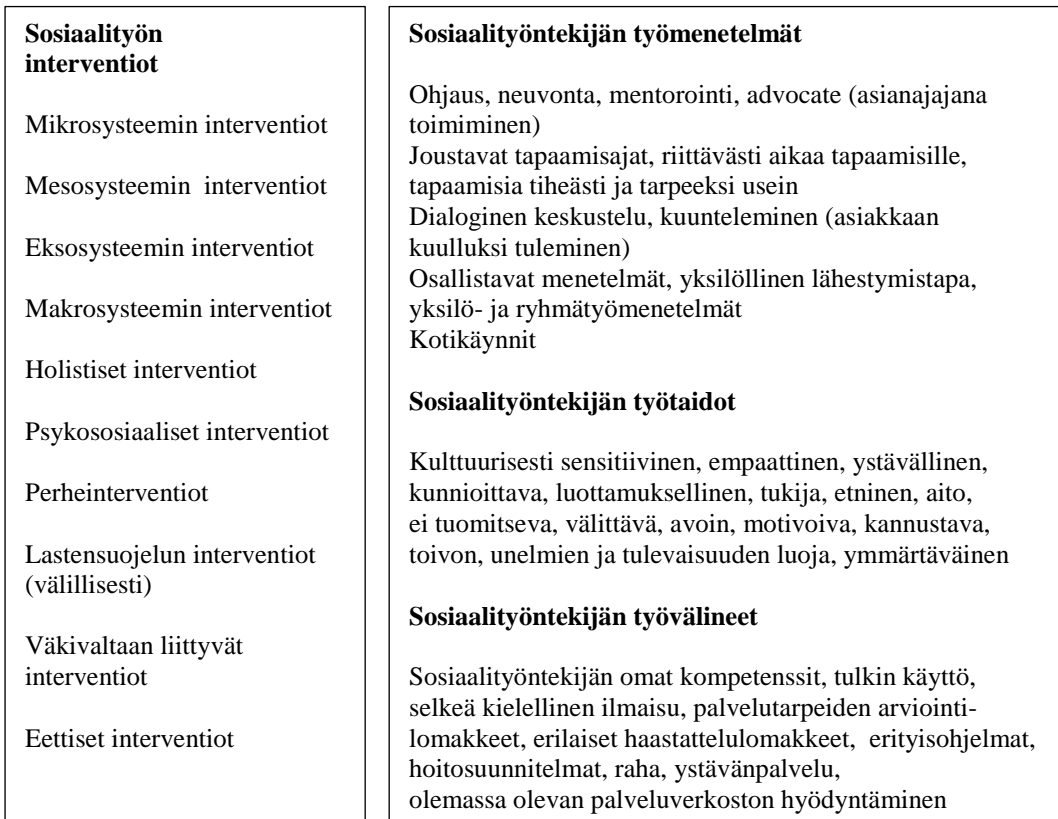 Sosiaalityön
interventiot
Mikrosysteemin interventiot
Mesosysteemin interventiot
Eksosysteemin interventiot
Makrosysteemin interventiot
Holistiset interventiot
Psykososiaaliset interventiot
Perheinterventiot
Lastensuojelun interventiot
(välillisesti)
Väkivaltaan liittyvät
interventiot
Eettiset interventiot
Sosiaalityöntekijän työmenetelmät
Ohjaus, neuvonta, mentorointi, advocate (asianajajana
toimiminen)
Joustavat tapaamisajat, riittävästi aikaa tapaamisille,
tapaamisia tiheästi ja tarpeeksi usein
Dialoginen keskustelu, kuunteleminen (asiakkaan
kuulluksi tuleminen)
Osallistavat menetelmät, yksilöllinen lähestymistapa,
yksilö- ja ryhmätyömenetelmät
Kotikäynnit
Sosiaalityöntekijän työtaidot
Kulttuurisesti sensitiivinen, empaattinen, ystävällinen,
kunnioittava, luottamuksellinen, tukija, etninen, aito,
ei tuomitseva, välittävä, avoin, motivoiva, kannustava,
toivon, unelmien ja tulevaisuuden luoja, ymmärtäväinen
Sosiaalityöntekijän työvälineet
Sosiaalityöntekijän omat kompetenssit, tulkin käyttö,
selkeä kielellinen ilmaisu, palvelutarpeiden arviointi-
lomakkeet, erilaiset haastattelulomakkeet, erityisohjelmat,
hoitosuunnitelmat, raha, ystävänpalvelu,
olemassa olevan palveluverkoston hyödyntäminen